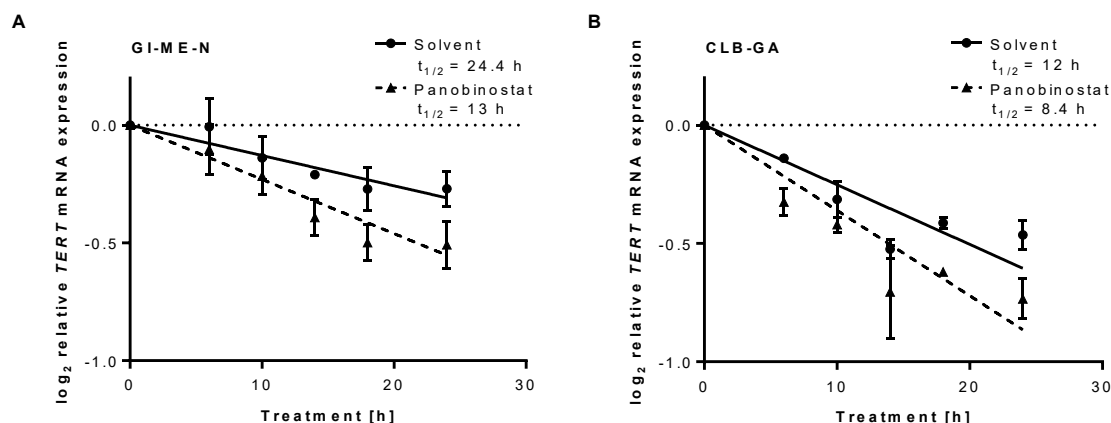 A
GI-ME-N
Solvent
t1/2 = 24.4 h
Panobinostat
t1/2 = 13 h
log2 relative TERT mRNA expression
0.0
-0.5
-1.0
0
10
20
30
Treatment [h]
B
CLB-GA
Solvent
t1/2 = 12 h
Panobinostat
t1/2 = 8.4 h
log2 relative TERT mRNA expression
0.0
-0.5
-1.0
0
10
20
30
Treatment [h]